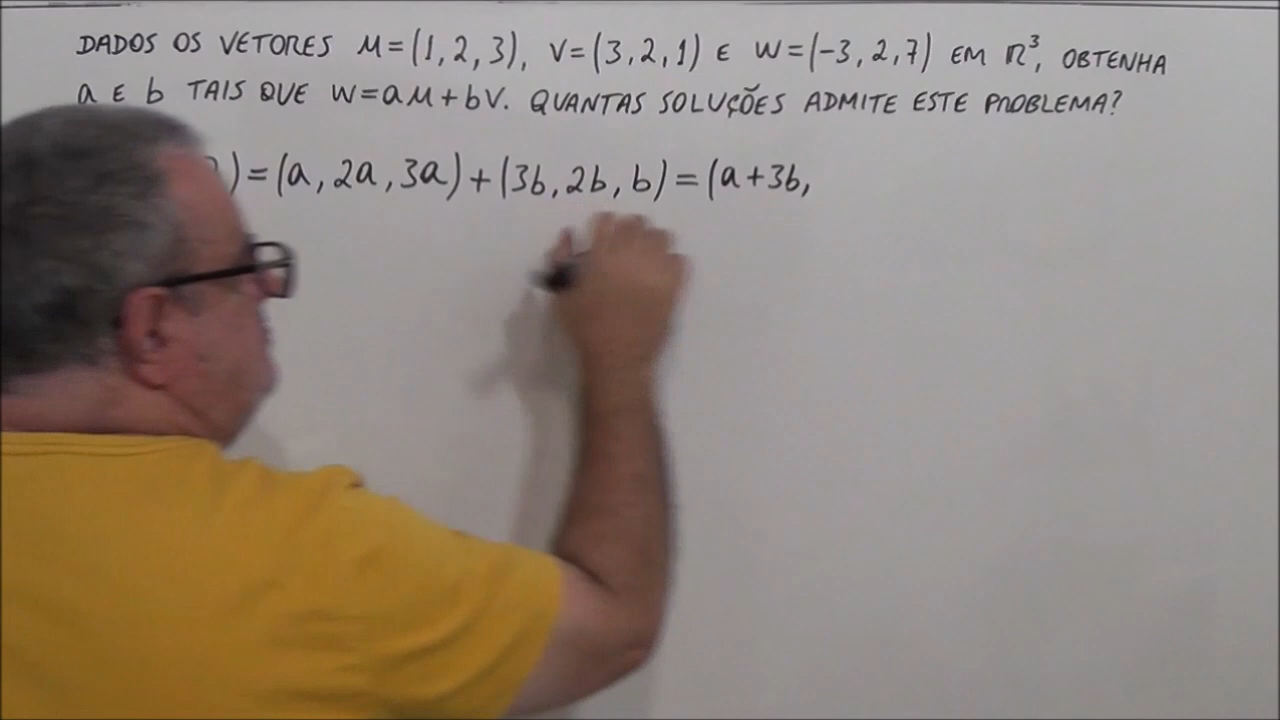 DADOS OS VETORES u=(1,2,3), v=(3,2,1) E w=(-3,2,7) EM R³, OBTENHA
a E b TAIS QUE w=au+bv. QUANTAS SOLUÇÕES ADMITE ESTE PROBLEMA?
)=(a,2a,3a)+(3b,2b,b)=(a+3b,